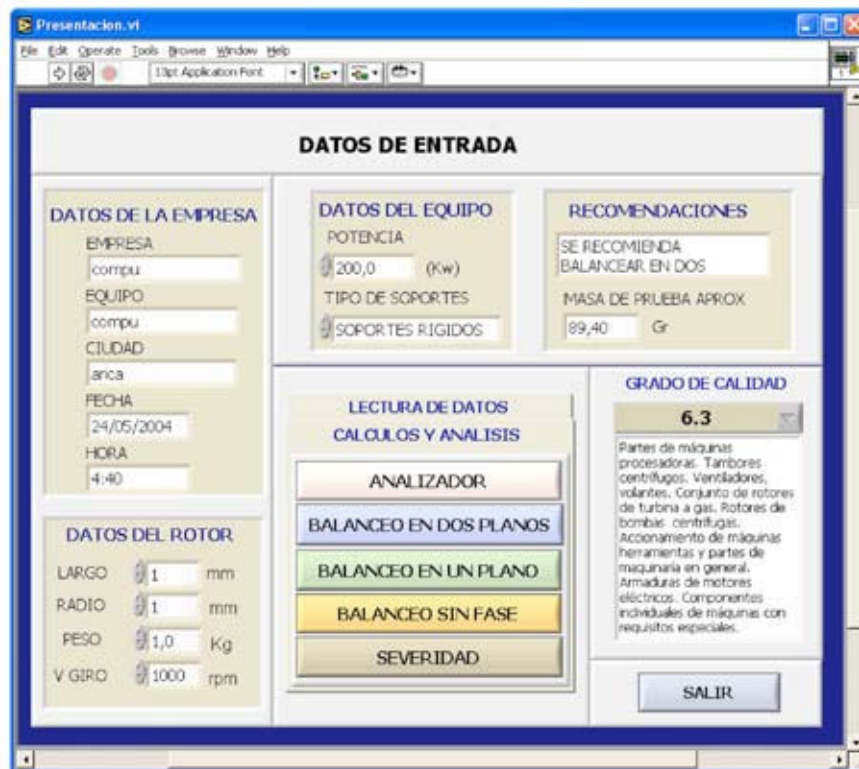 Presentacion.vi
File Edit Operate Tools Browse Window Help
13pt Application Font
DATOS DE ENTRADA
DATOS DE LA EMPRESA
EMPRESA
compu
EQUIPO
compu
CIUDAD
arica
FECHA
24/05/2004
HORA
4:40
DATOS DEL ROTOR
LARGO 1 mm
RADIO 1 mm
PESO 1,0 Kg
V GIRO 1000 rpm
DATOS DEL EQUIPO
POTENCIA
200,0 (Kw)
TIPO DE SOPORTES
SOPORTES RIGIDOS
RECOMENDACIONES
SE RECOMIENDA
BALANCEAR EN DOS
MASA DE PRUEBA APROX
89,40 Gr
LECTURA DE DATOS
CALCULOS Y ANALISIS
ANALIZADOR
BALANCEO EN DOS PLANOS
BALANCEO EN UN PLANO
BALANCEO SIN FASE
SEVERIDAD
GRADO DE CALIDAD
6.3
Partes de máquinas
procesadoras. Tambores
centrífugos. Ventiladores,
volantes. Conjunto de rotores
de turbina a gas. Rotores de
bombas centrífugas.
Accionamiento de máquinas
herramientas y partes de
maquinaria en general.
Armaduras de motores
eléctricos. Componentes
individuales de máquinas con
requisitos especiales.
SALIR